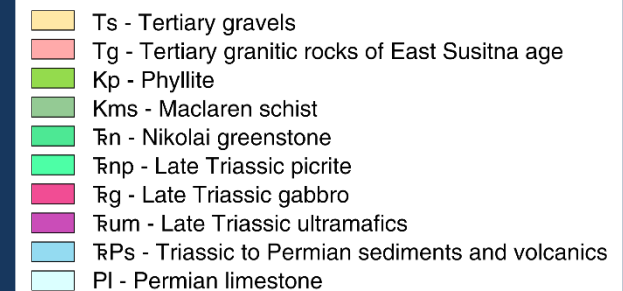 Ts - Tertiary gravels
Tg - Tertiary granitic rocks of East Susitna age
Kp - Phyllite
Kms - Maclaren schist
Ꞧn - Nikolai greenstone
Ꞧnp - Late Triassic picrite
Ꞧg - Late Triassic gabbro
Ꞧum - Late Triassic ultramafics
ꞦPs - Triassic to Permian sediments and volcanics
Pl - Permian limestone